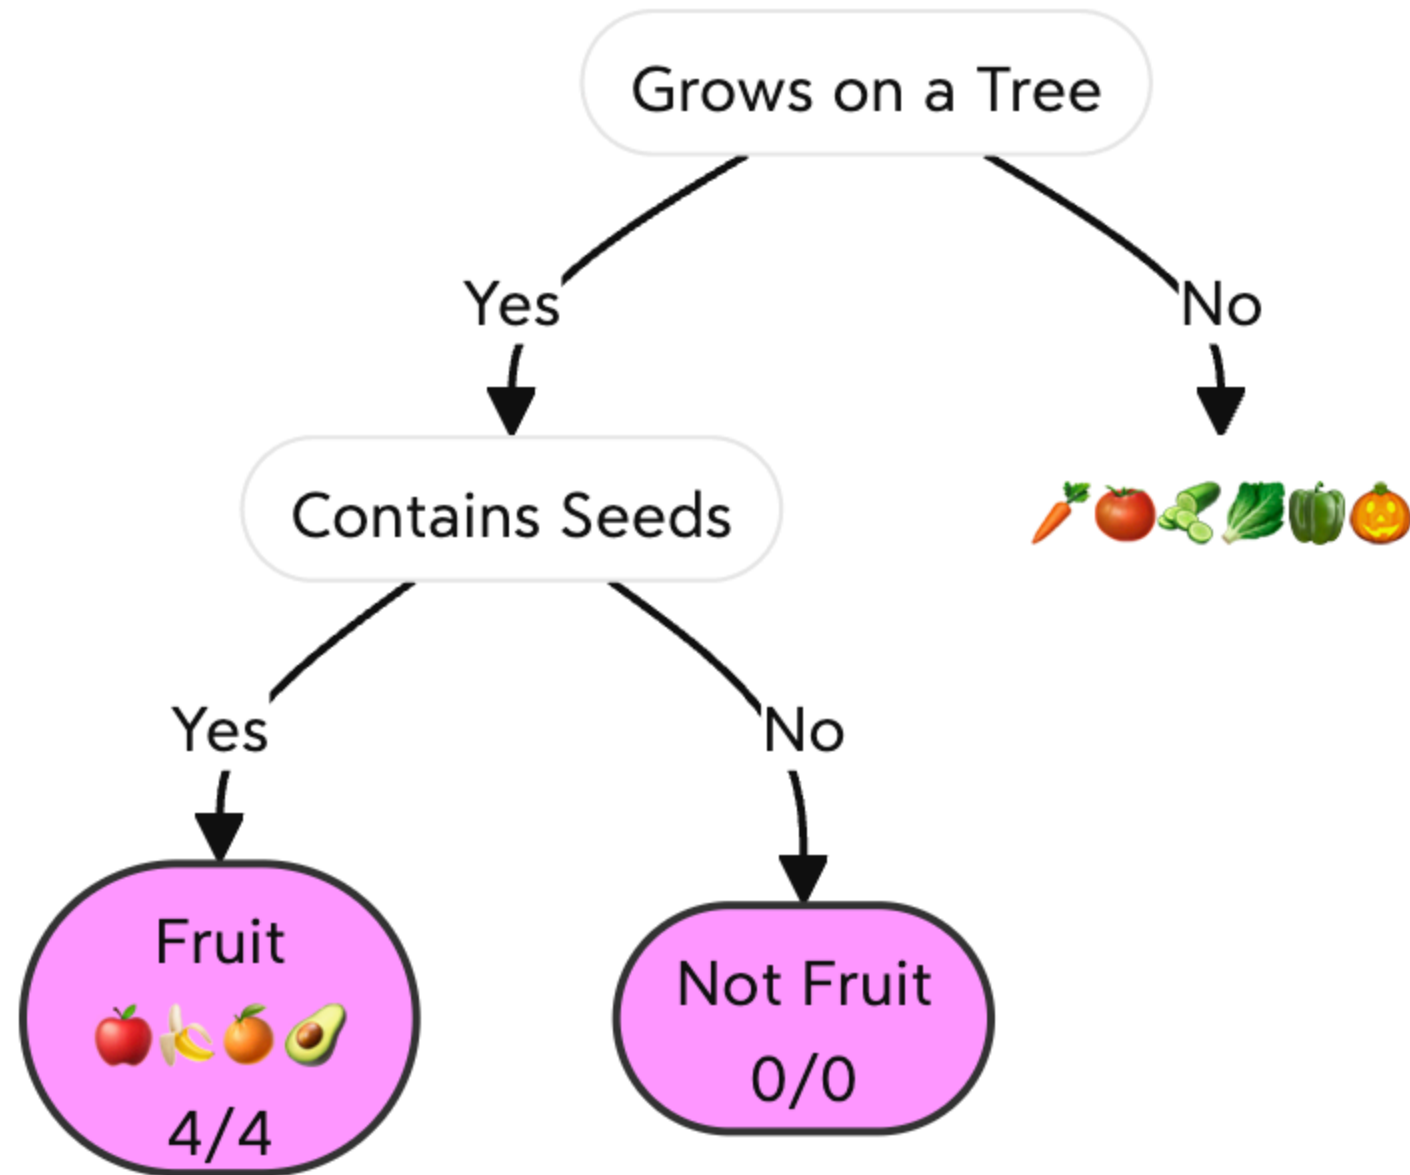 Grows on a Tree
Yes
No
Contains Seeds
Yes
No
Fruit
4/4
Not Fruit
0/0